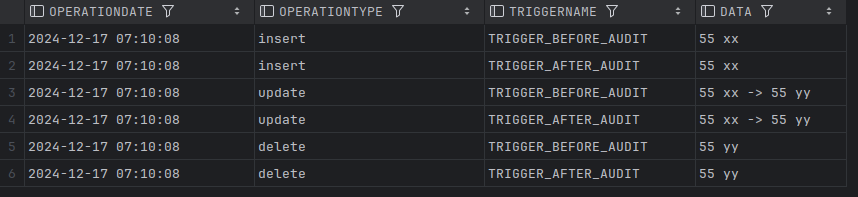 OPERATIONDATE OPERATIONTYPE TRIGGERNAME DATA
1 2024-12-17 07:10:08 insert TRIGGER_BEFORE_AUDIT 55 xx
2 2024-12-17 07:10:08 insert TRIGGER_AFTER_AUDIT 55 xx
3 2024-12-17 07:10:08 update TRIGGER_BEFORE_AUDIT 55 xx -> 55 yy
4 2024-12-17 07:10:08 update TRIGGER_AFTER_AUDIT 55 xx -> 55 yy
5 2024-12-17 07:10:08 delete TRIGGER_BEFORE_AUDIT 55 yy
6 2024-12-17 07:10:08 delete TRIGGER_AFTER_AUDIT 55 yy